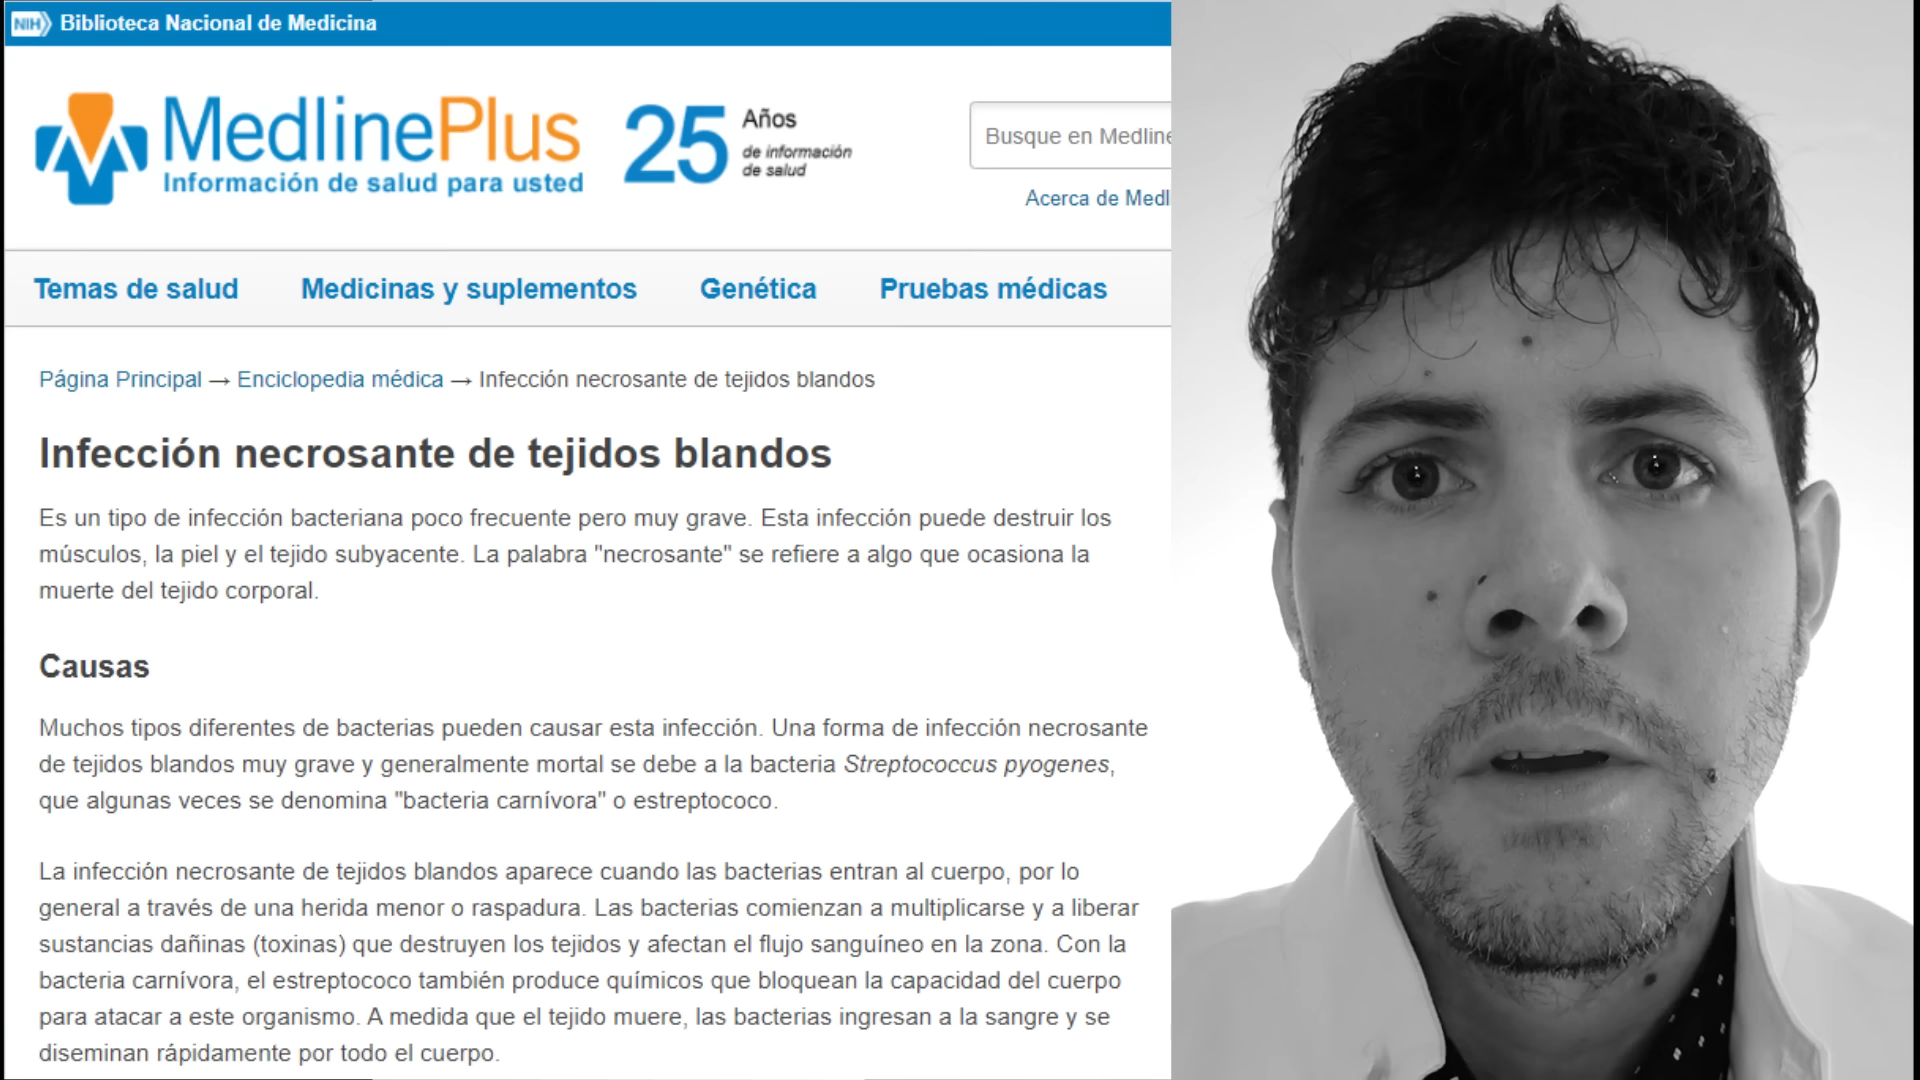 NIH Biblioteca Nacional de Medicina
MedlinePlus
Información de salud para usted
25 Años
de información
de salud
Busque en Medline
Acerca de Medl
Temas de salud Medicinas y suplementos Genética Pruebas médicas
Página Principal → Enciclopedia médica → Infección necrosante de tejidos blandos
Infección necrosante de tejidos blandos
Es un tipo de infección bacteriana poco frecuente pero muy grave. Esta infección puede destruir los
músculos, la piel y el tejido subyacente. La palabra "necrosante" se refiere a algo que ocasiona la
muerte del tejido corporal.
Causas
Muchos tipos diferentes de bacterias pueden causar esta infección. Una forma de infección necrosante
de tejidos blandos muy grave y generalmente mortal se debe a la bacteria Streptococcus pyogenes,
que algunas veces se denomina "bacteria carnívora" o estreptococo.
La infección necrosante de tejidos blandos aparece cuando las bacterias entran al cuerpo, por lo
general a través de una herida menor o raspadura. Las bacterias comienzan a multiplicarse y a liberar
sustancias dañinas (toxinas) que destruyen los tejidos y afectan el flujo sanguíneo en la zona. Con la
bacteria carnívora, el estreptococo también produce químicos que bloquean la capacidad del cuerpo
para atacar a este organismo. A medida que el tejido muere, las bacterias ingresan a la sangre y se
diseminan rápidamente por todo el cuerpo.